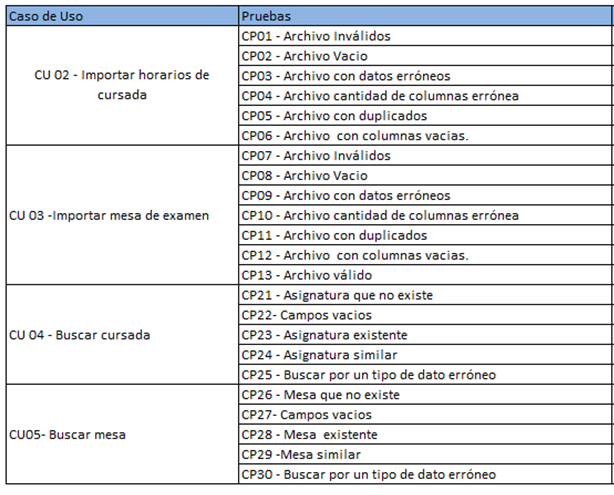 Caso de Uso
Pruebas
CU 02 - Importar horarios de
cursada
CP01 - Archivo Inválidos
CP02 - Archivo Vacio
CP03 - Archivo con datos erróneos
CP04 - Archivo cantidad de columnas errónea
CP05 - Archivo con duplicados
CP06 - Archivo  con columnas vacias.
CU 03 -Importar mesa de examen
CP07 - Archivo Inválidos
CP08 - Archivo Vacio
CP09 - Archivo con datos erróneos
CP10 - Archivo cantidad de columnas errónea
CP11 - Archivo con duplicados
CP12 - Archivo  con columnas vacias.
CP13 - Archivo válido
CU 04 - Buscar cursada
CP21 - Asignatura que no existe
CP22- Campos vacios
CP23 - Asignatura existente
CP24 - Asignatura similar
CP25 - Buscar por un tipo de dato erróneo
CU05- Buscar mesa
CP26 - Mesa que no existe
CP27- Campos vacios
CP28 - Mesa  existente
CP29 -Mesa similar
CP30 - Buscar por un tipo de dato erróneo